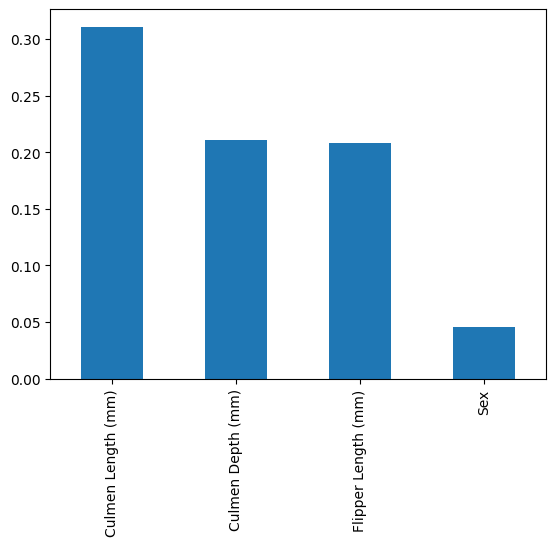 0.30
0.25
0.20
0.15
0.10
0.05
0.00
Culmen Length (mm)
Culmen Depth (mm)
Flipper Length (mm)
Sex